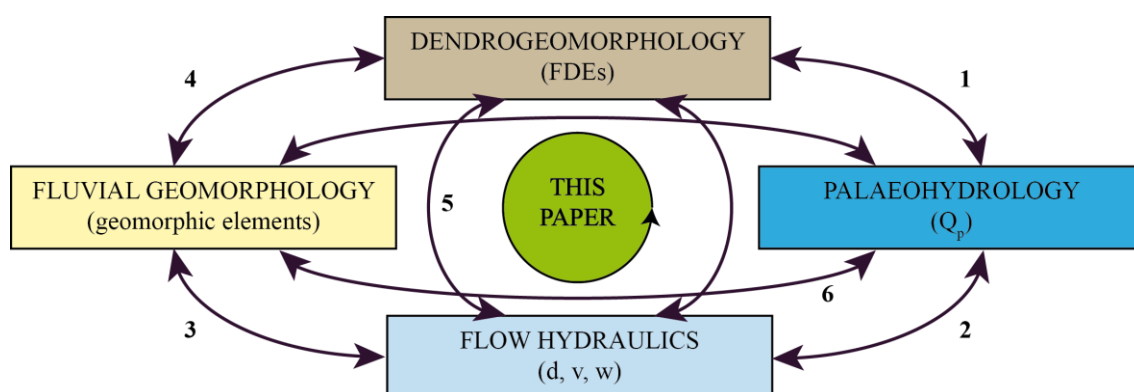 DENDROGEOMORPHOLOGY
(FDEs)
4
1
FLUVIAL GEOMORPHOLOGY
(geomorphic elements)
5
THIS
PAPER
PALAEOHYDROLOGY
(Qp)
6
3
2
FLOW HYDRAULICS
(d, v, w)